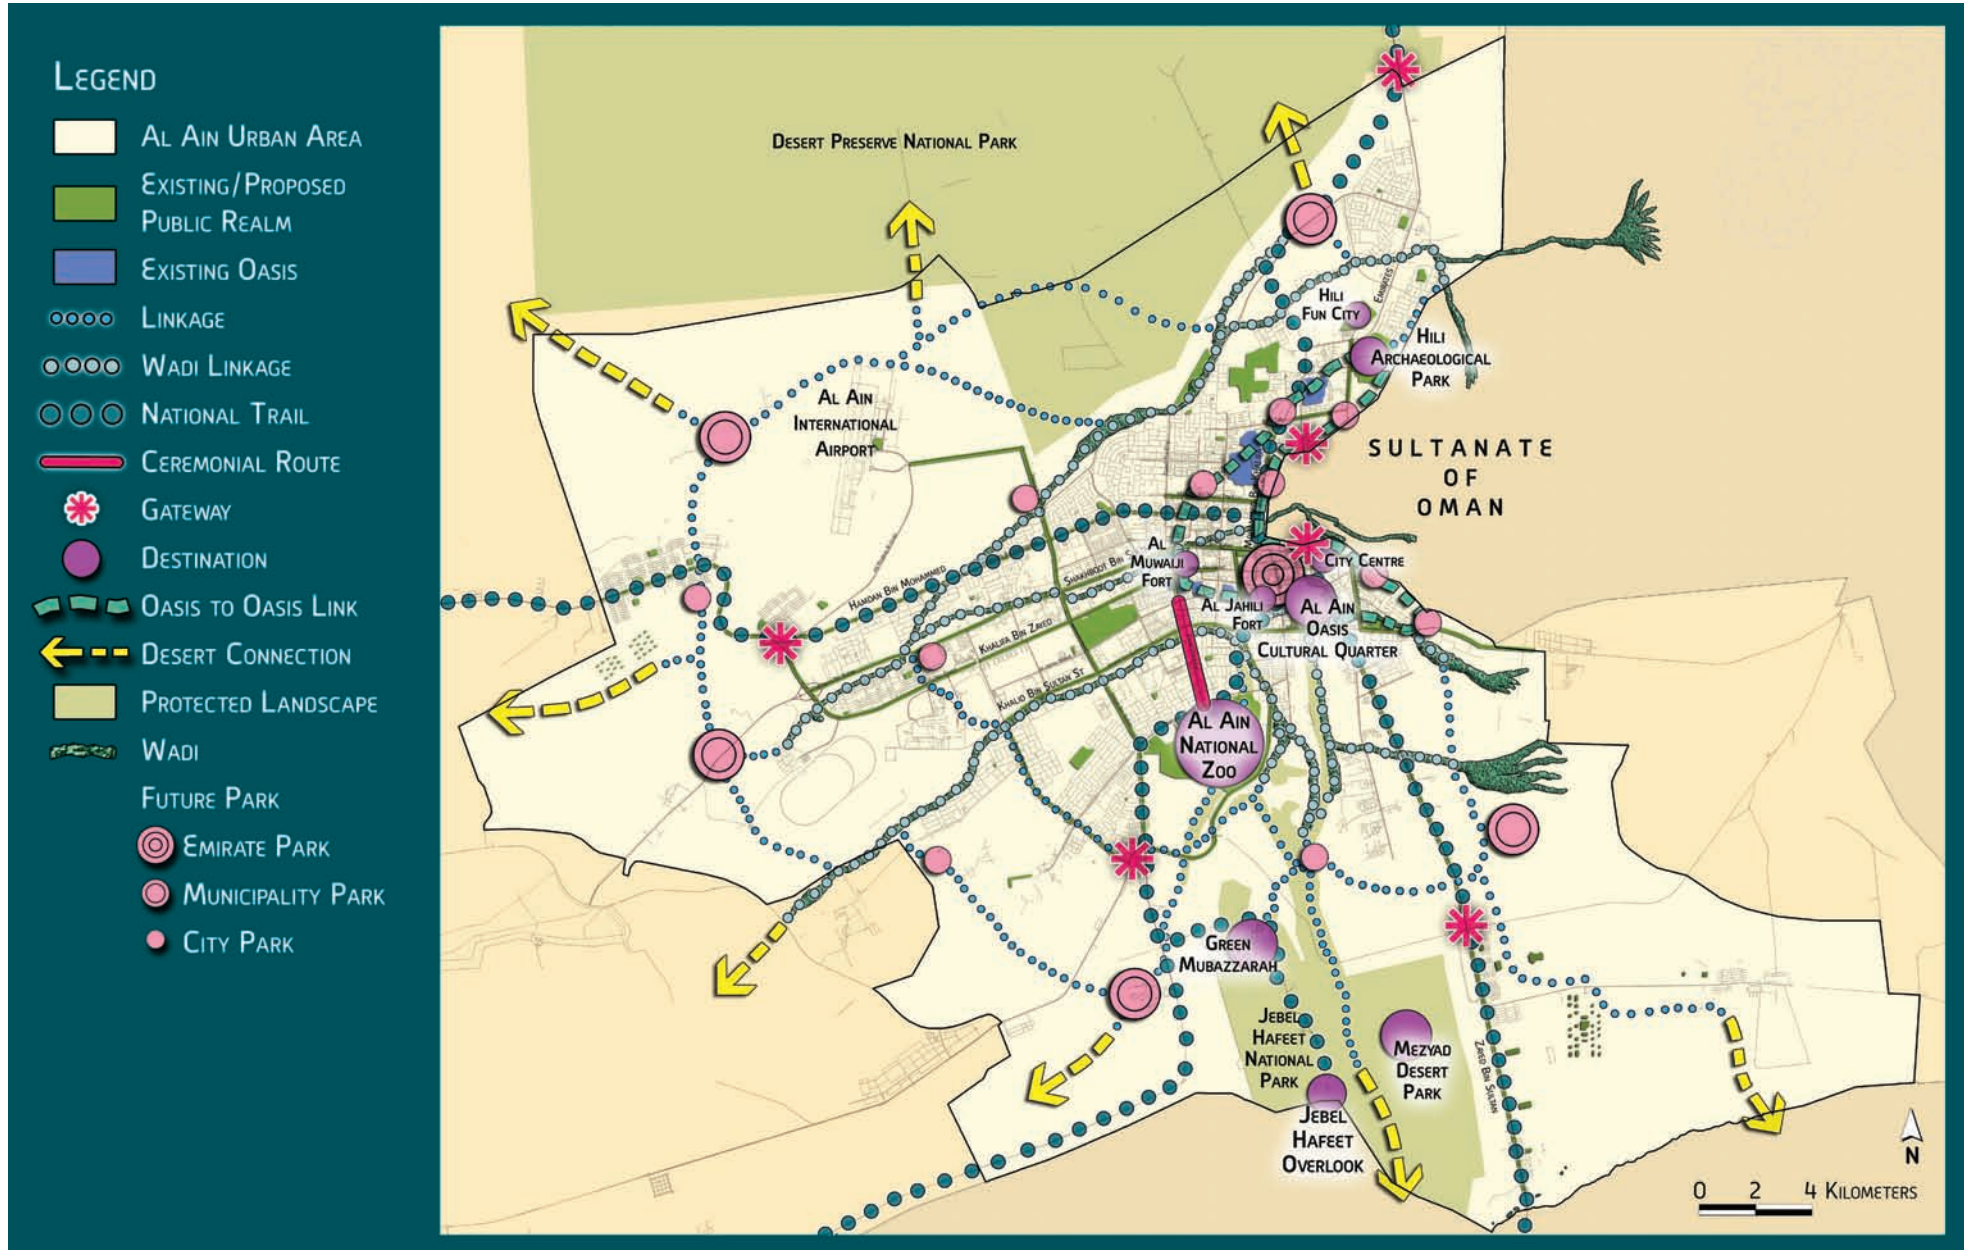 Legend
Al Ain Urban Area
Existing/Proposed
Public Realm
Existing Oasis
Linkage
Wadi Linkage
National Trail
Ceremonial Route
Gateway
Destination
Oasis to Oasis Link
Desert Connection
Protected Landscape
Wadi
Future Park
Emirate Park
Municipality Park
City Park
Desert Preserve National Park
Hili
Fun City
Emirates
Hili
Archaeological
Park
Al Ain
International
Airport
Sultanate
of
Oman
Hamdan Bin Mohammed
Shakhboot Bin S
Khalifa Bin Zayed
Khalid Bin Sultan St
Al
Muwaiji
Fort
City Centre
Al Jahili
Fort
Al Ain
Oasis
Cultural Quarter
Al Ain
National
Zoo
Green
Mubazzarah
Jebel
Hafeet
National
Park
Mezyad
Desert
Park
Zayed Bin Sultan
Jebel
Hafeet
Overlook
N
0 2 4 Kilometers